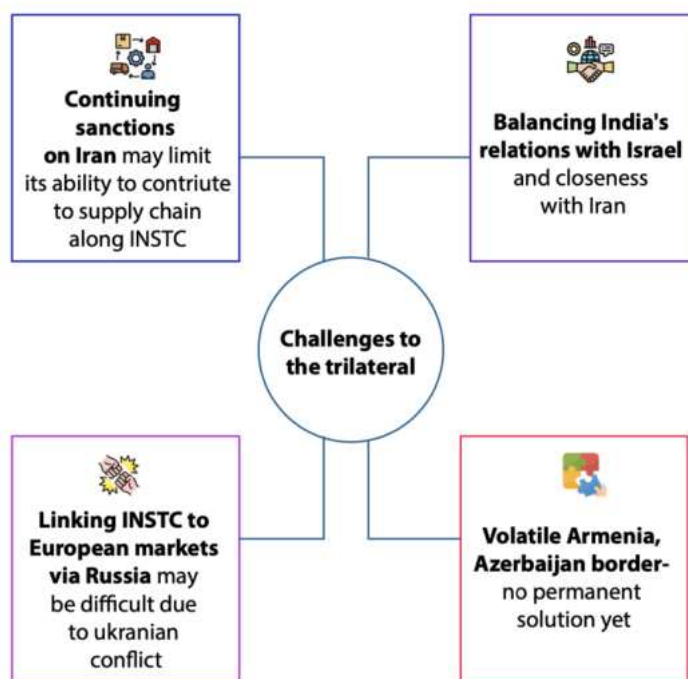 Continuing
sanctions
on Iran may limit
its ability to contriute
to supply chain
along INSTC
Balancing India's
relations with Israel
and closeness
with Iran
Challenges to
the trilateral
Linking INSTC to
European markets
via Russia may
be difficult due
to ukranian
conflict
Volatile Armenia,
Azerbaijan border-
no permanent
solution yet